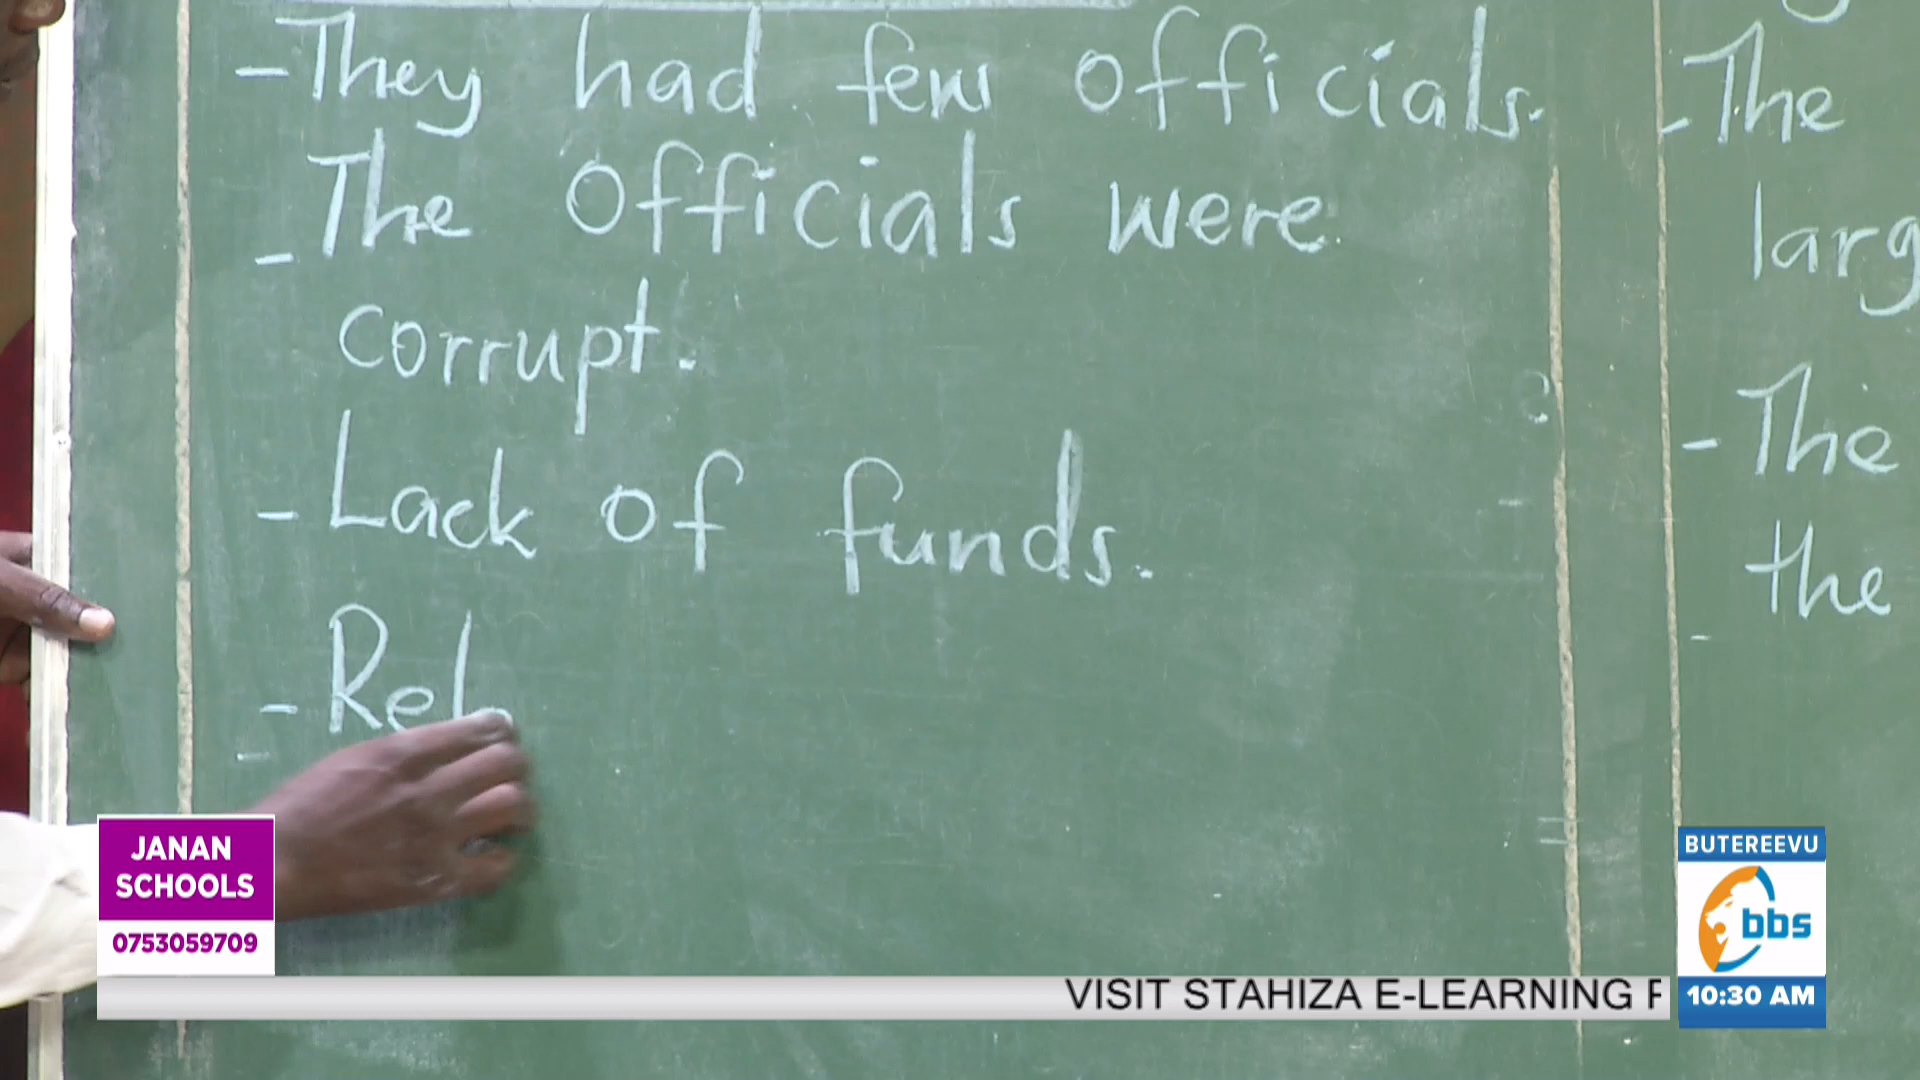 - They had few officials.
- The Officials were
corrupt.
- Lack of funds.
- Reb
- The
larg
- The
the
JANAN
SCHOOLS
0753059709
VISIT STAHIZA E-LEARNING
BUTEREEVU
bbs
10:30 AM